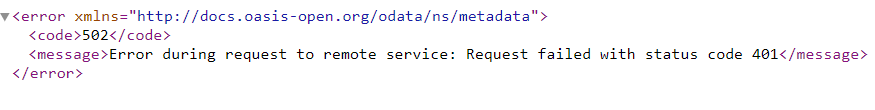 ▼<error xmlns="http://docs.oasis-open.org/odata/ns/metadata">
<code>502</code>
<message>Error during request to remote service: Request failed with status code 401</message>
</error>